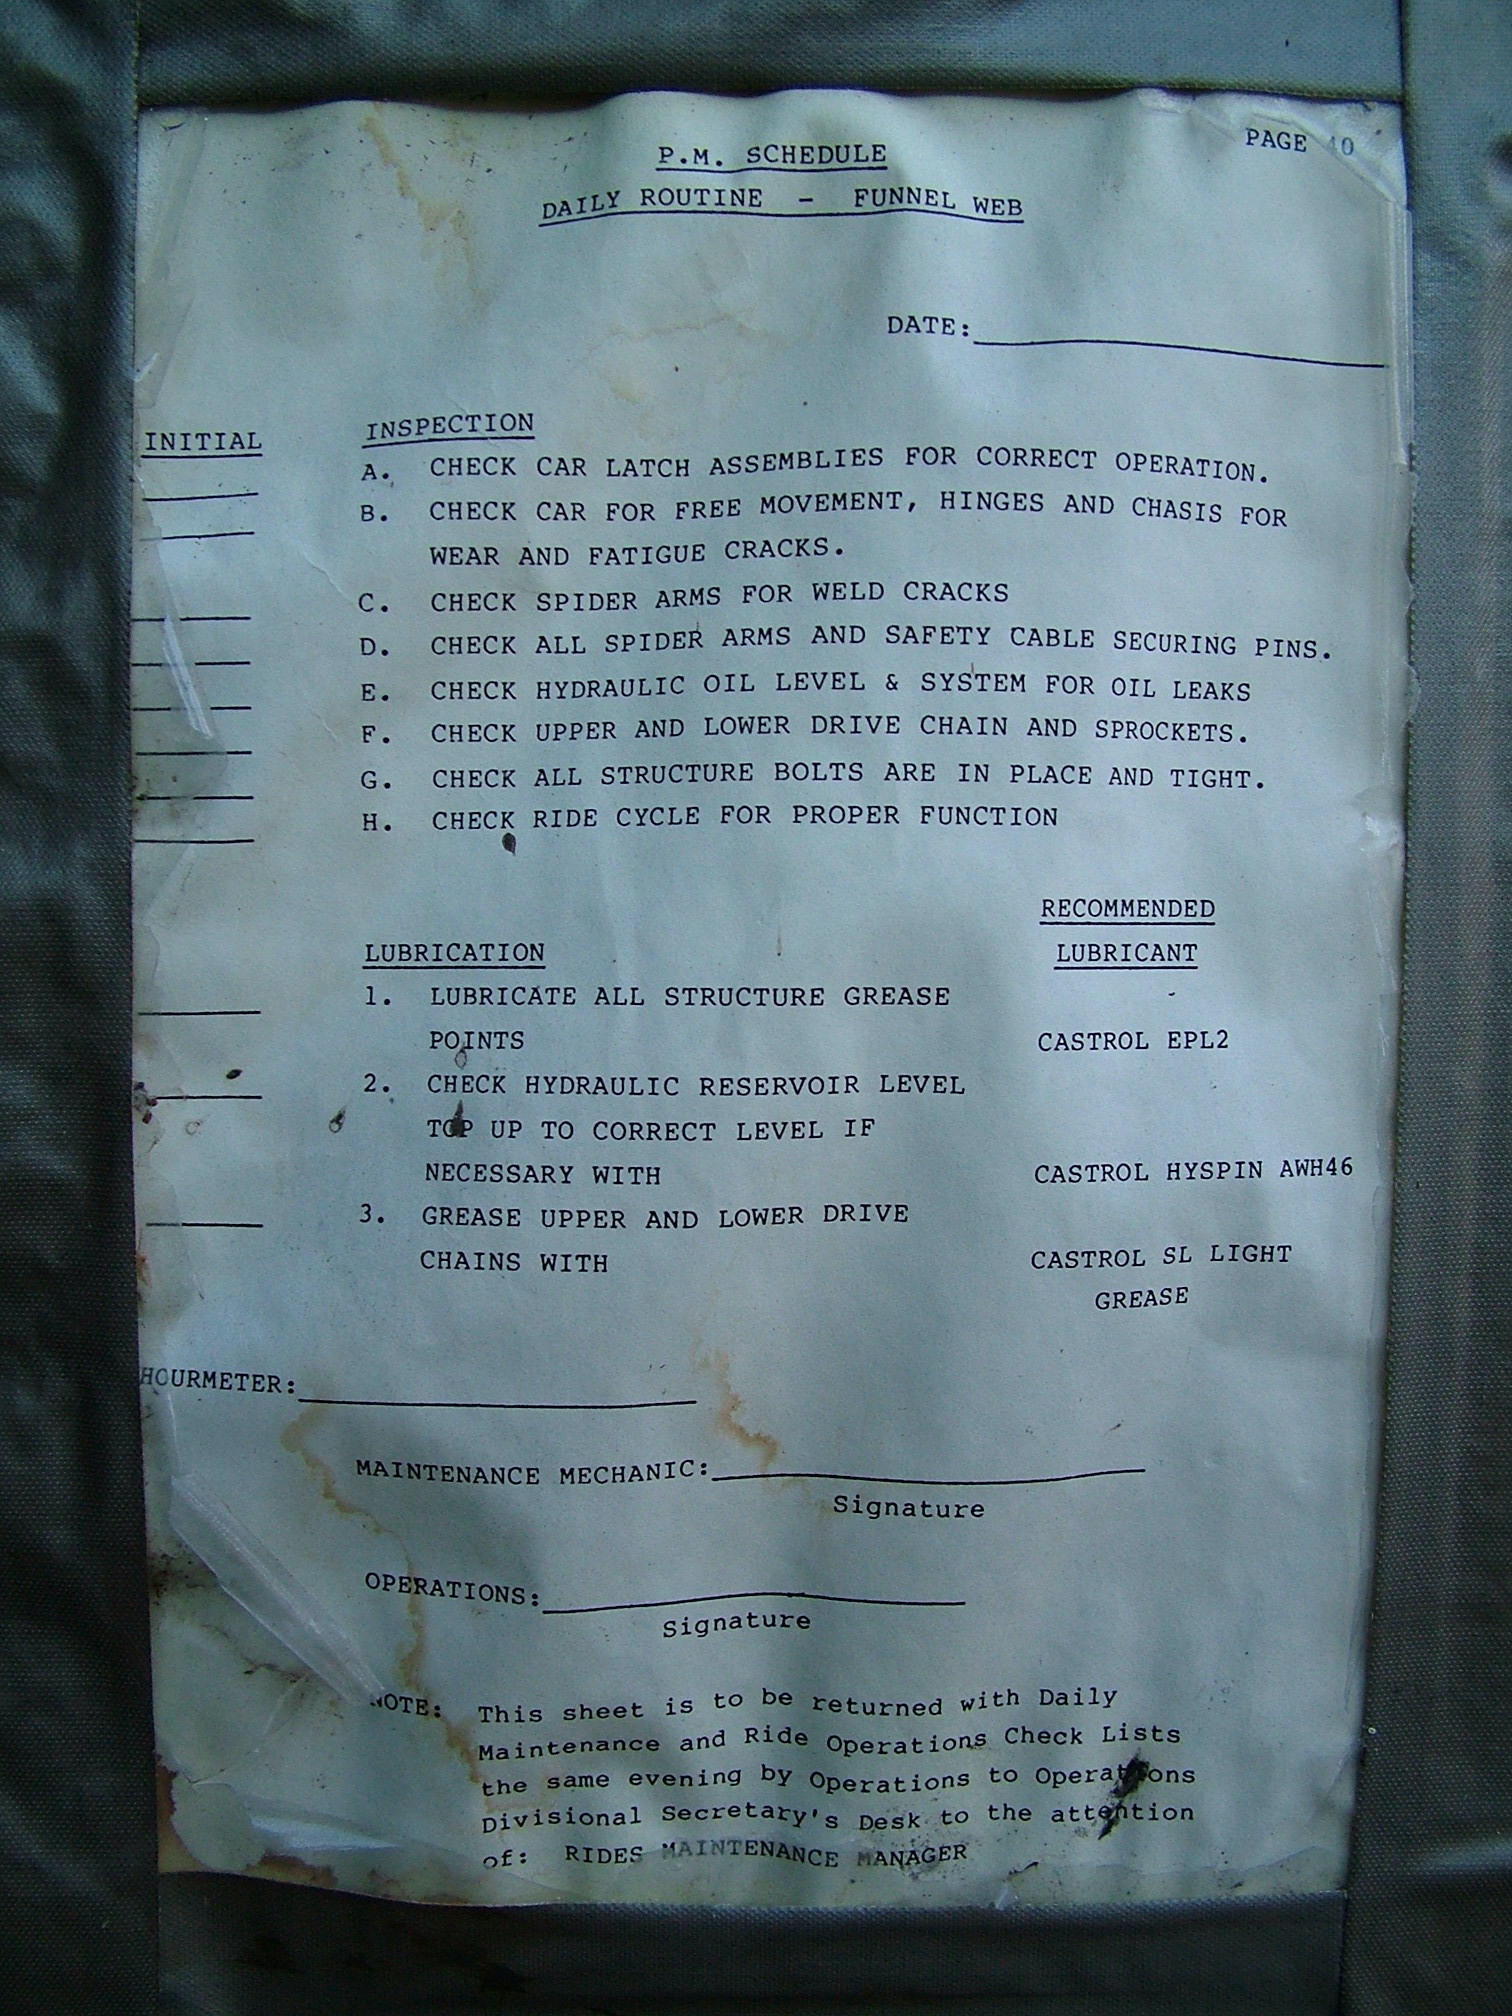 PAGE 40
P.M. SCHEDULE
DAILY ROUTINE - FUNNEL WEB
DATE:
INITIAL
INSPECTION
A. CHECK CAR LATCH ASSEMBLIES FOR CORRECT OPERATION.
B. CHECK CAR FOR FREE MOVEMENT, HINGES AND CHASIS FOR
WEAR AND FATIGUE CRACKS.
C. CHECK SPIDER ARMS FOR WELD CRACKS
D. CHECK ALL SPIDER ARMS AND SAFETY CABLE SECURING PINS.
E. CHECK HYDRAULIC OIL LEVEL & SYSTEM FOR OIL LEAKS
F. CHECK UPPER AND LOWER DRIVE CHAIN AND SPROCKETS.
G. CHECK ALL STRUCTURE BOLTS ARE IN PLACE AND TIGHT.
H. CHECK RIDE CYCLE FOR PROPER FUNCTION
RECOMMENDED
LUBRICATION LUBRICANT
1. LUBRICATE ALL STRUCTURE GREASE
POINTS CASTROL EPL2
2. CHECK HYDRAULIC RESERVOIR LEVEL
TOP UP TO CORRECT LEVEL IF
NECESSARY WITH CASTROL HYSPIN AWH46
3. GREASE UPPER AND LOWER DRIVE
CHAINS WITH CASTROL SL LIGHT
GREASE
HOURMETER:
MAINTENANCE MECHANIC:
Signature
OPERATIONS:
Signature
NOTE: This sheet is to be returned with Daily
Maintenance and Ride Operations Check Lists
the same evening by Operations to Operations
Divisional Secretary's Desk to the attention
of: RIDES MAINTENANCE MANAGER